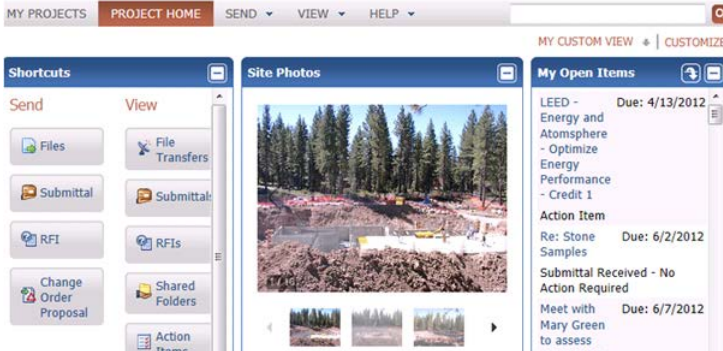 MY PROJECTS PROJECT HOME SEND VIEW HELP
MY CUSTOM VIEW | CUSTOMIZE
Shortcuts
Send
Files
Submittal
RFI
Change
Order
Proposal
View
File
Transfers
Submittals
RFIs
Shared
Folders
Action
Items
Site Photos
My Open Items
LEED - Due: 4/13/2012
Energy and
Atomsphere
- Optimize
Energy
Performance
- Credit 1
Action Item
Re: Stone Due: 6/2/2012
Samples
Submittal Received - No
Action Required
Meet with Due: 6/7/2012
Mary Green
to assess